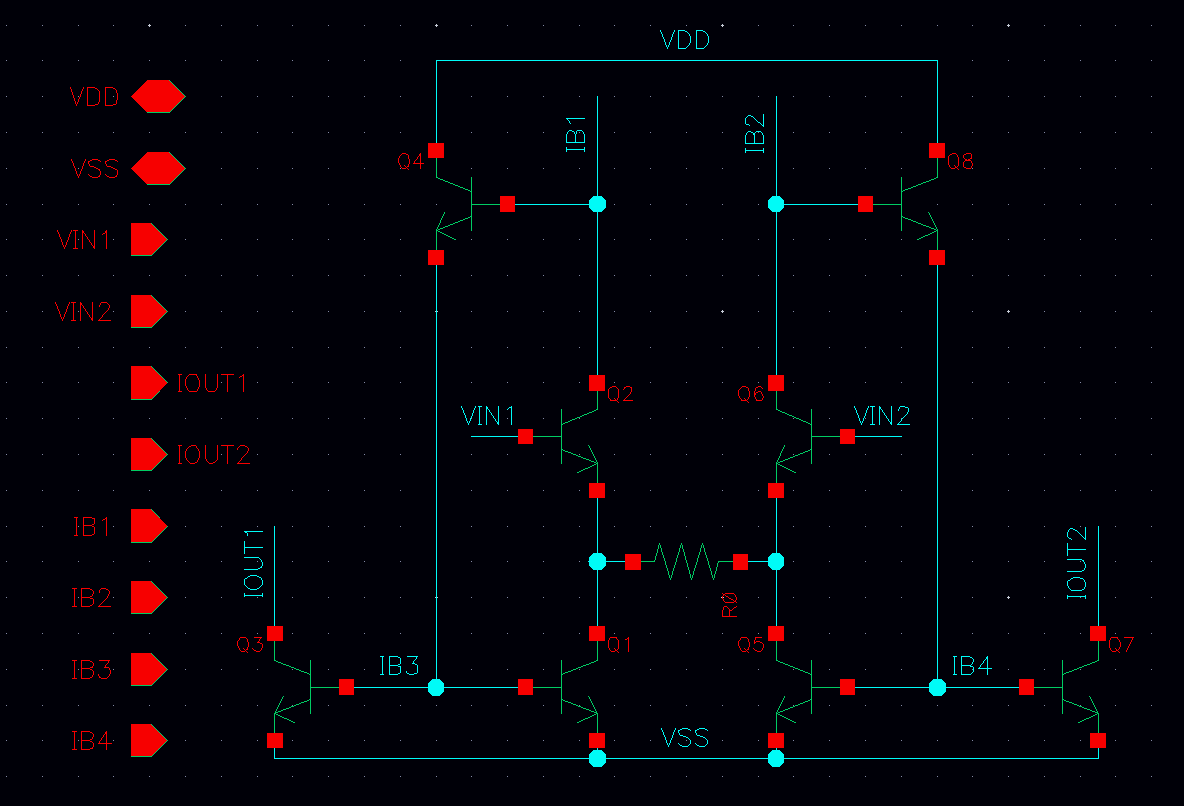 VDD
VSS
VIN1
VIN2
IOUT1
IOUT2
IB1
IB2
IB3
IB4
VDD
IB1
IB2
Q4
Q8
Q2
Q6
VIN1
VIN2
IOUT1
IOUT2
R0
Q3
Q1
Q5
Q7
IB3
IB4
VSS